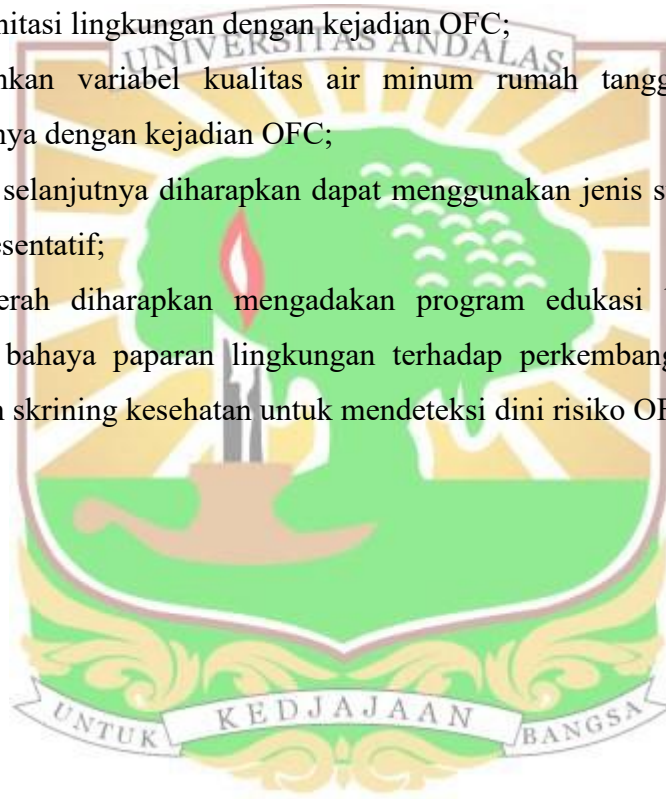 nitasi lingkungan dengan kejadian OFC;
UNIVERSITAS ANDALAS
nkan variabel kualitas air minum rumah tangg
nya dengan kejadian OFC;
selanjutnya diharapkan dapat menggunakan jenis s
esentatif;
erah diharapkan mengadakan program edukasi
bahaya paparan lingkungan terhadap perkembang
n skrining kesehatan untuk mendeteksi dini risiko OF
UNTUK KEDJAJAAN BANGSA